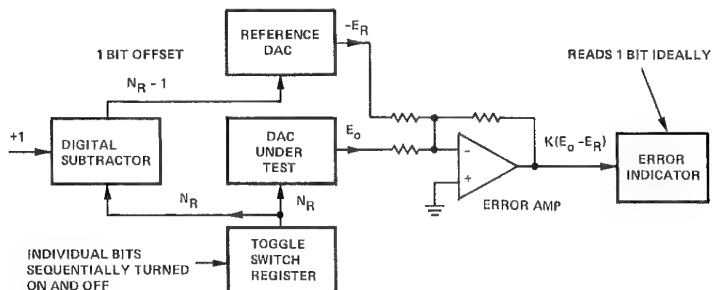 REFERENCE
DAC
-E_R
1 BIT OFFSET
READS 1 BIT IDEALLY
N_R - 1
+1
DIGITAL
SUBTRACTOR
DAC
UNDER
TEST
E_o
-
+
K(E_o -E_R)
ERROR
INDICATOR
ERROR AMP
N_R
N_R
INDIVIDUAL BITS
SEQUENTIALLY TURNED
ON AND OFF
TOGGLE
SWITCH
REGISTER